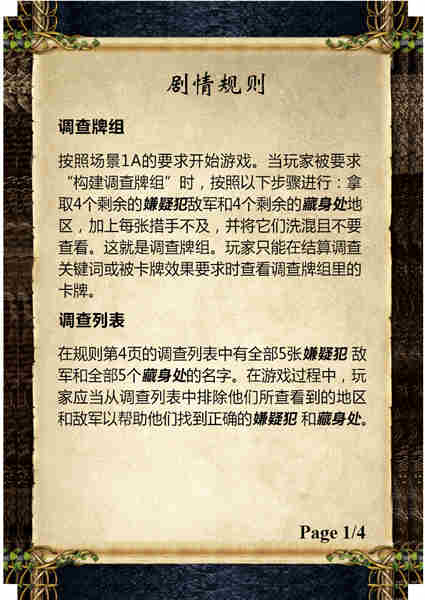 剧情规则
调查牌组
按照场景1A的要求开始游戏。当玩家被要求
“构建调查牌组”时，按照以下步骤进行：拿
取4个剩余的嫌疑犯敌军和4个剩余的藏身处地
区，加上每张措手不及，并将它们洗混且不要
查看。这就是调查牌组。玩家只能在结算调查
关键词或被卡牌效果要求时查看调查牌组里的
卡牌。
调查列表
在规则第4页的调查列表中有全部5张嫌疑犯 敌
军和全部5个藏身处的名字。在游戏过程中，玩
家应当从调查列表中排除他们所查看到的地区
和敌军以帮助他们找到正确的嫌疑犯 和藏身处。
Page 1/4